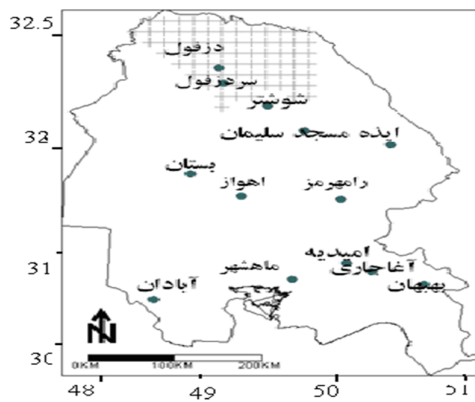 32.5
دزفول
سردزفول
شوشتر
32
ایذه مسجد سلیمان
بستان
اهواز
رامهرمز
31
امیدیه
ماهشهر
آغاجاری
بهبهان
آبادان
N
30
0KM 100KM 200KM
48 49 50 51